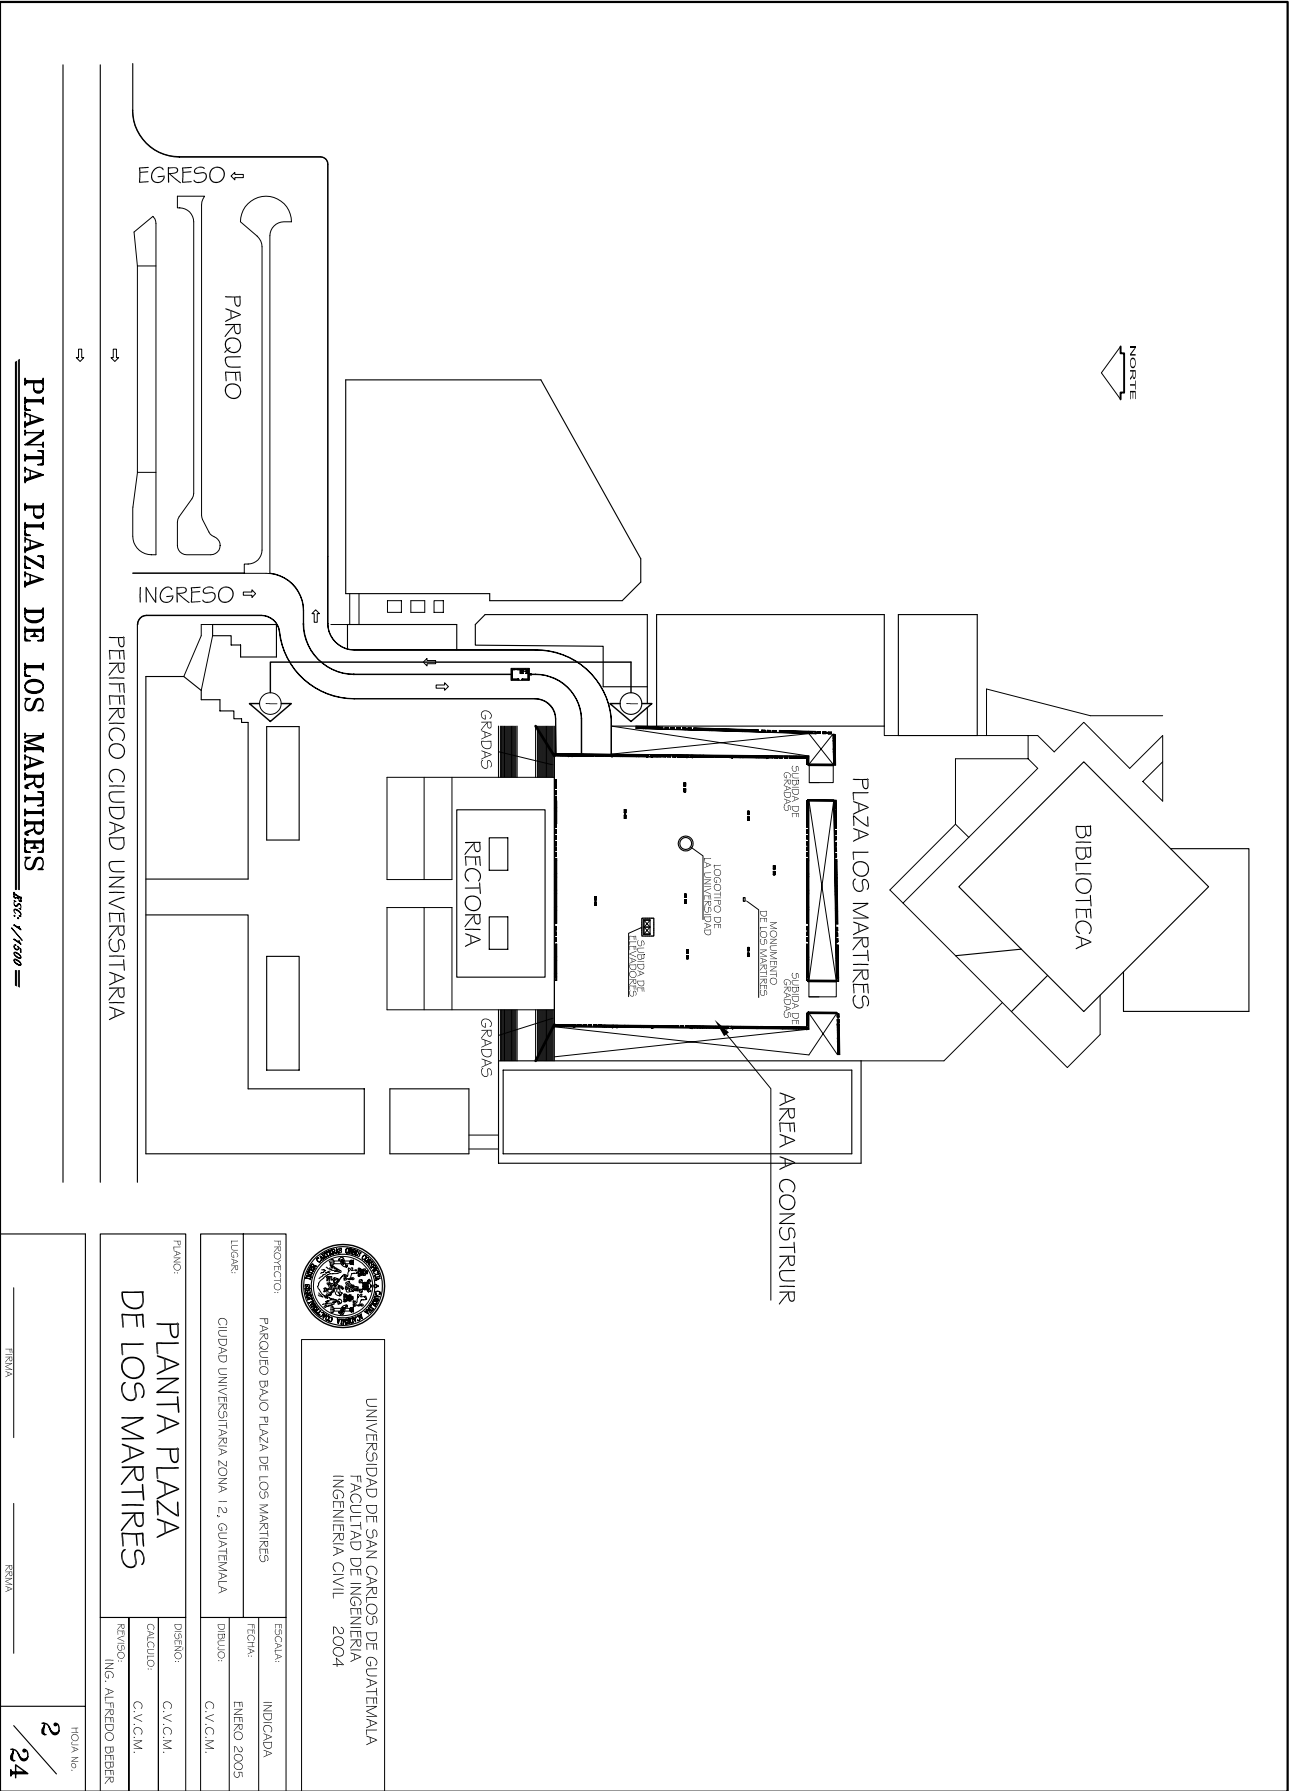 NORTE
BIBLIOTECA
PLAZA LOS MARTIRES
SUBIDA DE
GRADAS
SUBIDA DE
GRADAS
MONUMENTO
DE LOS MARTIRES
LOGOTIPO DE
LA UNIVERSIDAD
SUBIDA DE
ELEVADORES
AREA A CONSTRUIR
GRADAS
GRADAS
RECTORIA
1
1
EGRESO
PARQUEO
INGRESO
PERIFERICO CIUDAD UNIVERSITARIA
PLANTA PLAZA DE LOS MARTIRES
ESC: 1/1500
UNIVERSIDAD DE SAN CARLOS DE GUATEMALA
FACULTAD DE INGENIERIA
INGENIERIA CIVIL 2004
PROYECTO:
PARQUEO BAJO PLAZA DE LOS MARTIRES
LUGAR:
CIUDAD UNIVERSITARIA ZONA 12, GUATEMALA
ESCALA: INDICADA
FECHA: ENERO 2005
DIBUJO: C.V.C.M.
PLANO:
PLANTA PLAZA
DE LOS MARTIRES
DISEÑO: C.V.C.M.
CALCULO: C.V.C.M.
REVISO: ING. ALFREDO BEBER
HOJA No.
2/24
FIRMA